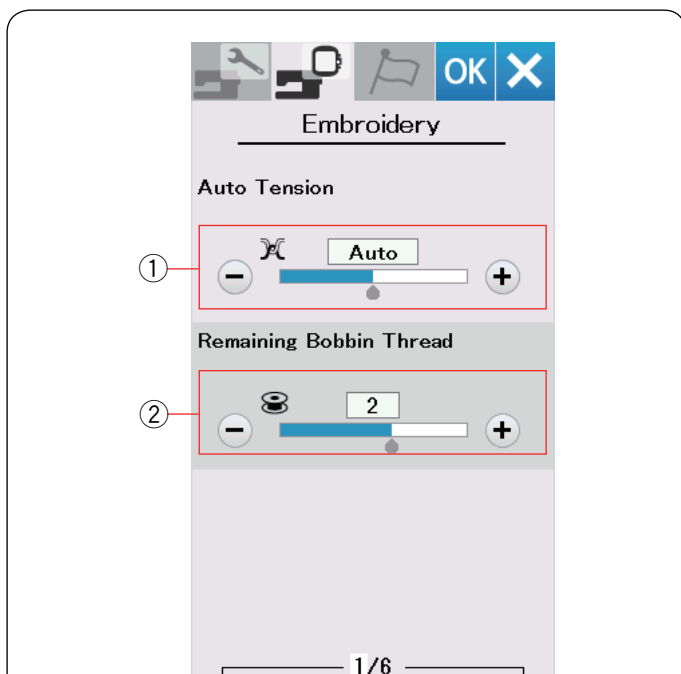 OK
Embroidery
Auto Tension
① Auto
Remaining Bobbin Thread
② 2
1/6